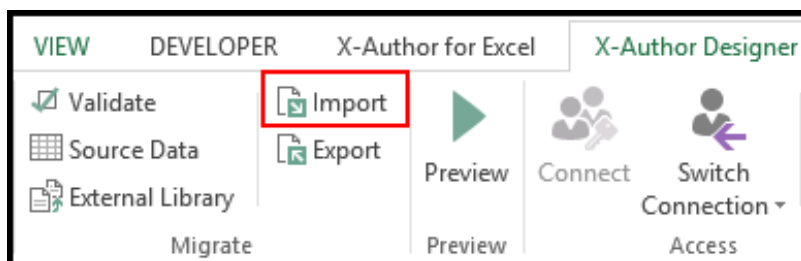 VIEW DEVELOPER X-Author for Excel X-Author Designer
Validate Import
Source Data Export
External Library
Preview Connect Switch Connection
Migrate Preview Access